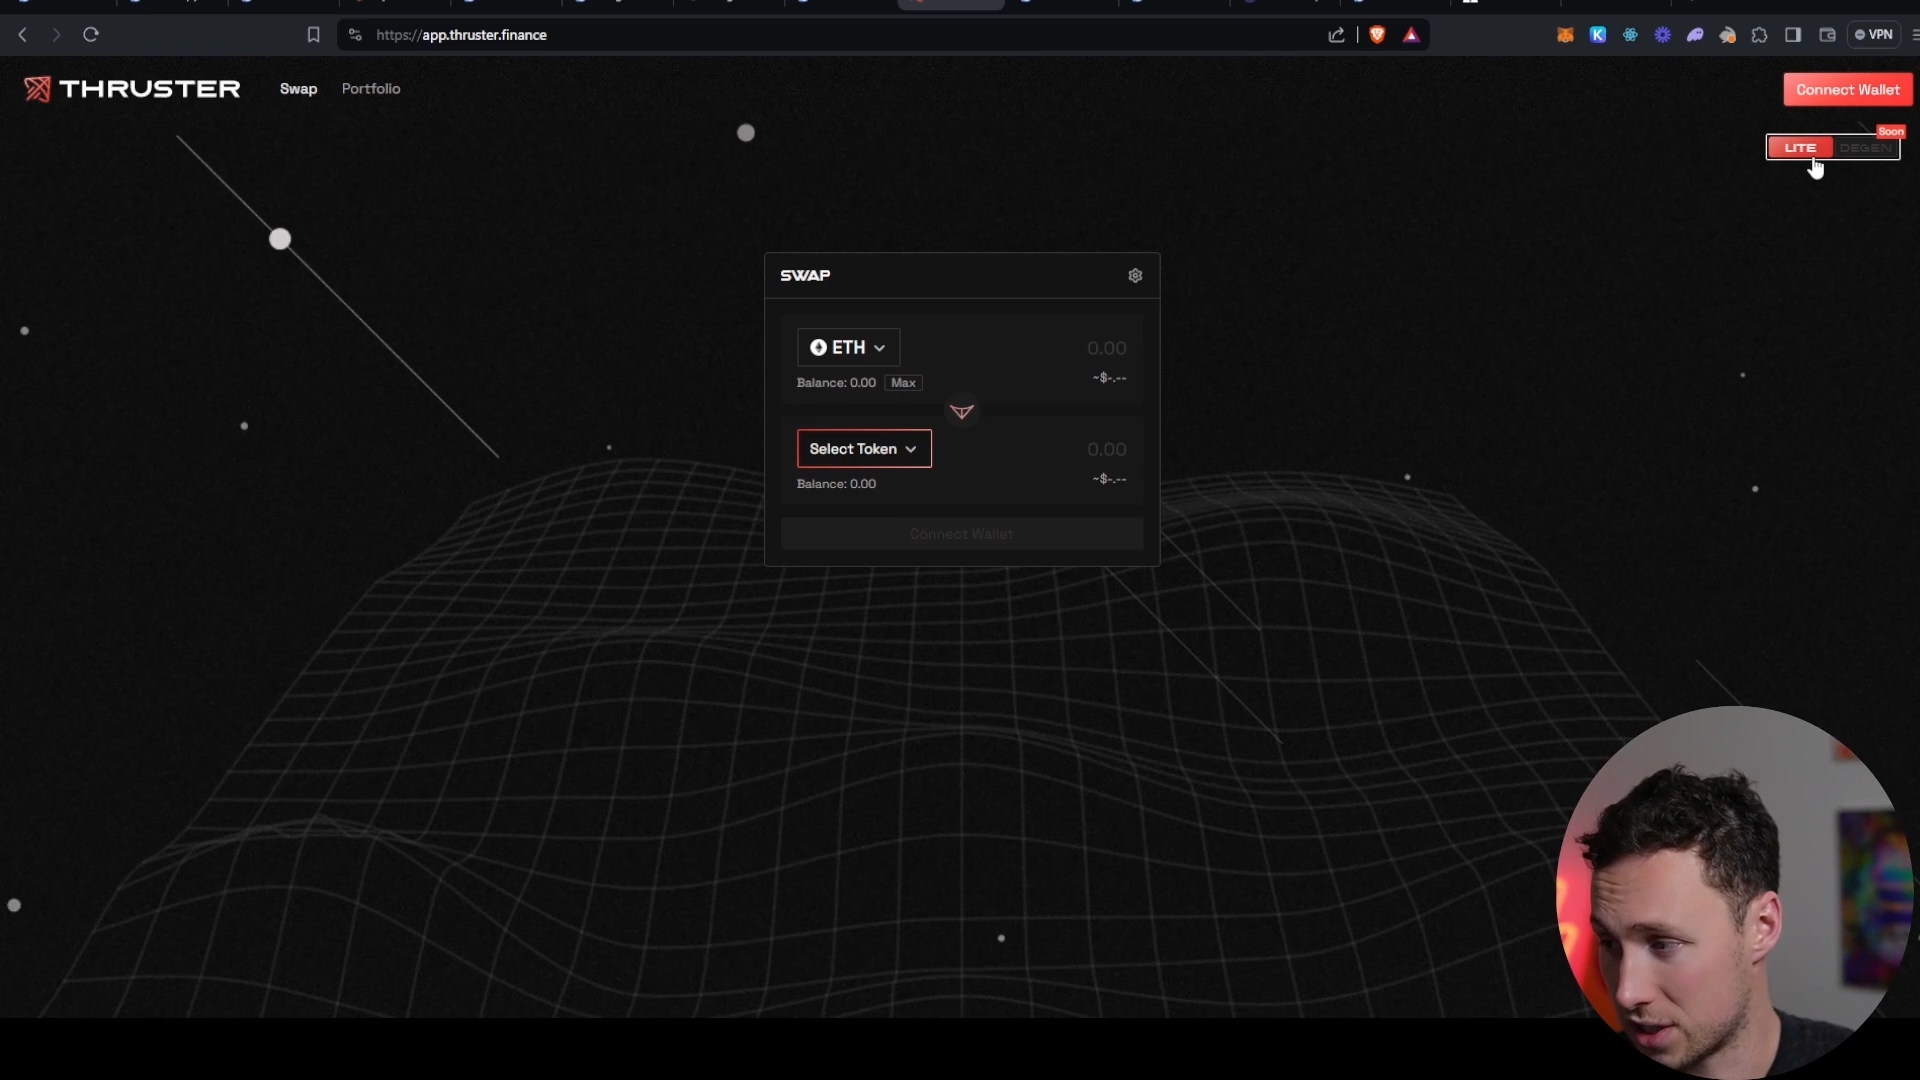 https://app.thruster.finance
VPN
THRUSTER
Swap
Portfolio
Connect Wallet
Soon
LITE
DEGEN
SWAP
ETH
0.00
Balance: 0.00
Max
~$-.--
Select Token
0.00
Balance: 0.00
~$-.--
Connect Wallet